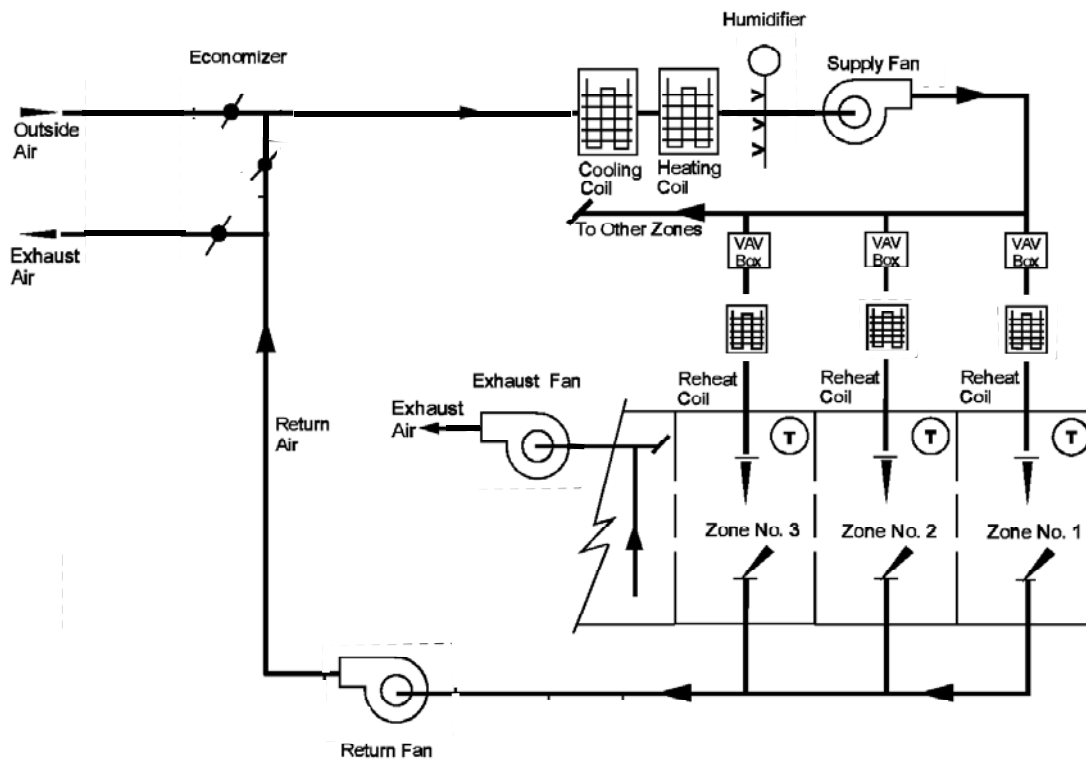 Humidifier
Economizer
Supply Fan
Outside
Air
Cooling
Coil
Heating
Coil
To Other Zones
Exhaust
Air
VAV
Box
VAV
Box
VAV
Box
Reheat
Coil
Reheat
Coil
Reheat
Coil
Exhaust Fan
Exhaust
Air
Return
Air
T
T
T
Zone No. 3
Zone No. 2
Zone No. 1
Return Fan